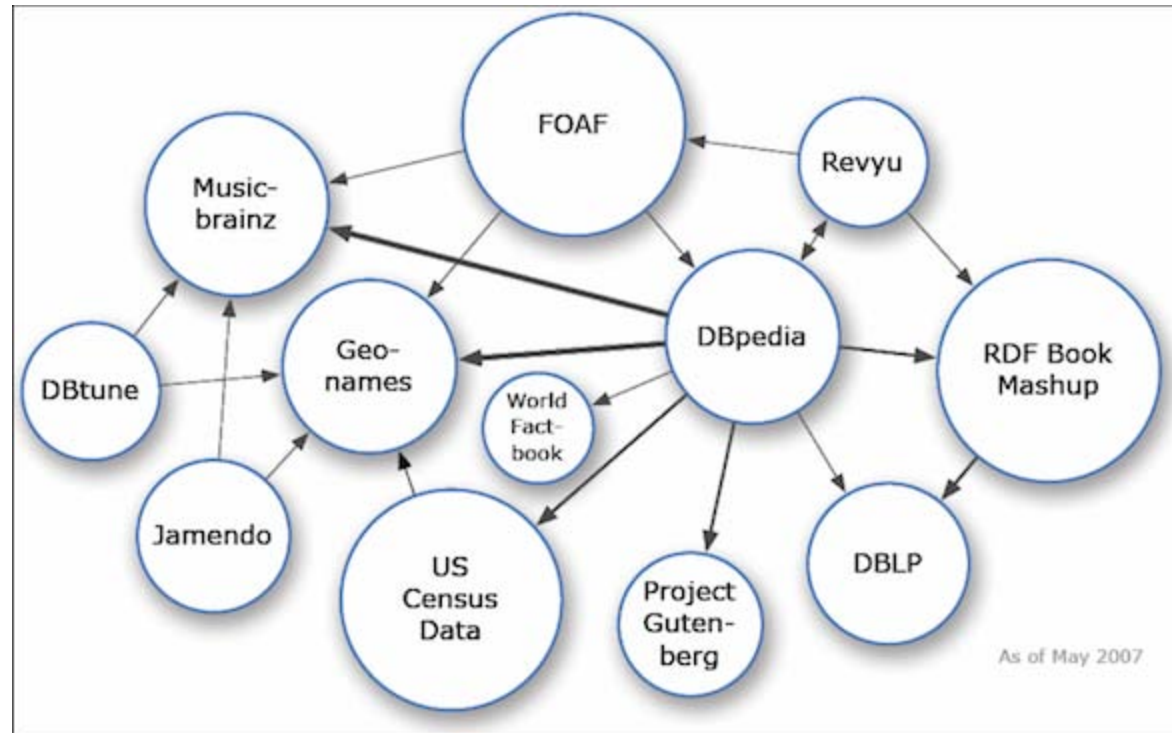 FOAF
Revyu
Music-
brainz
DBpedia
Geo-
names
RDF Book
Mashup
DBtune
World
Fact-
book
Jamendo
US
Census
Data
Project
Guten-
berg
DBLP
As of May 2007